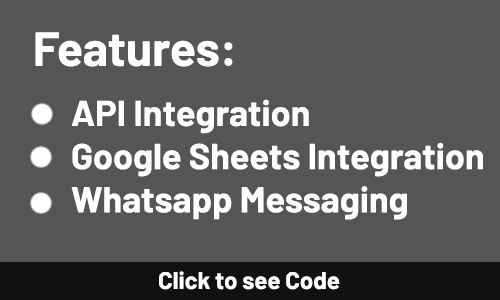 Features:
API Integration
Google Sheets Integration
Whatsapp Messaging
Click to see Code